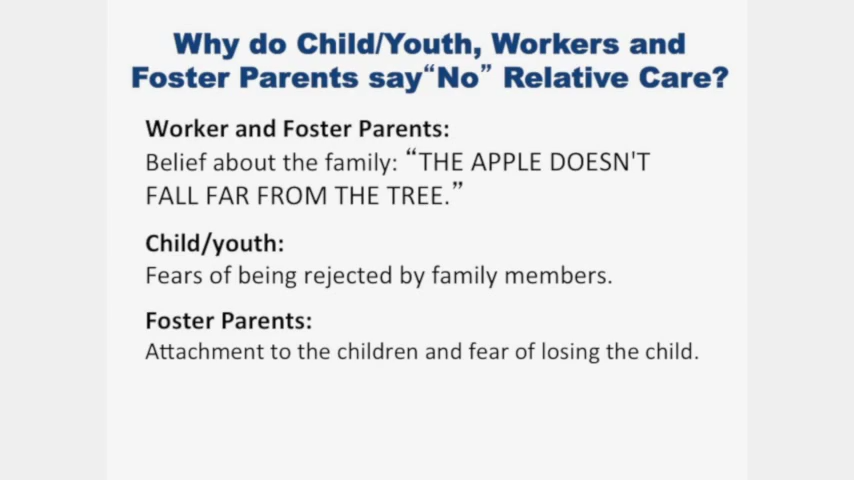 Why do Child/Youth, Workers and
Foster Parents say“No” Relative Care?
Worker and Foster Parents:
Belief about the family: “THE APPLE DOESN'T
FALL FAR FROM THE TREE.”
Child/youth:
Fears of being rejected by family members.
Foster Parents:
Attachment to the children and fear of losing the child.